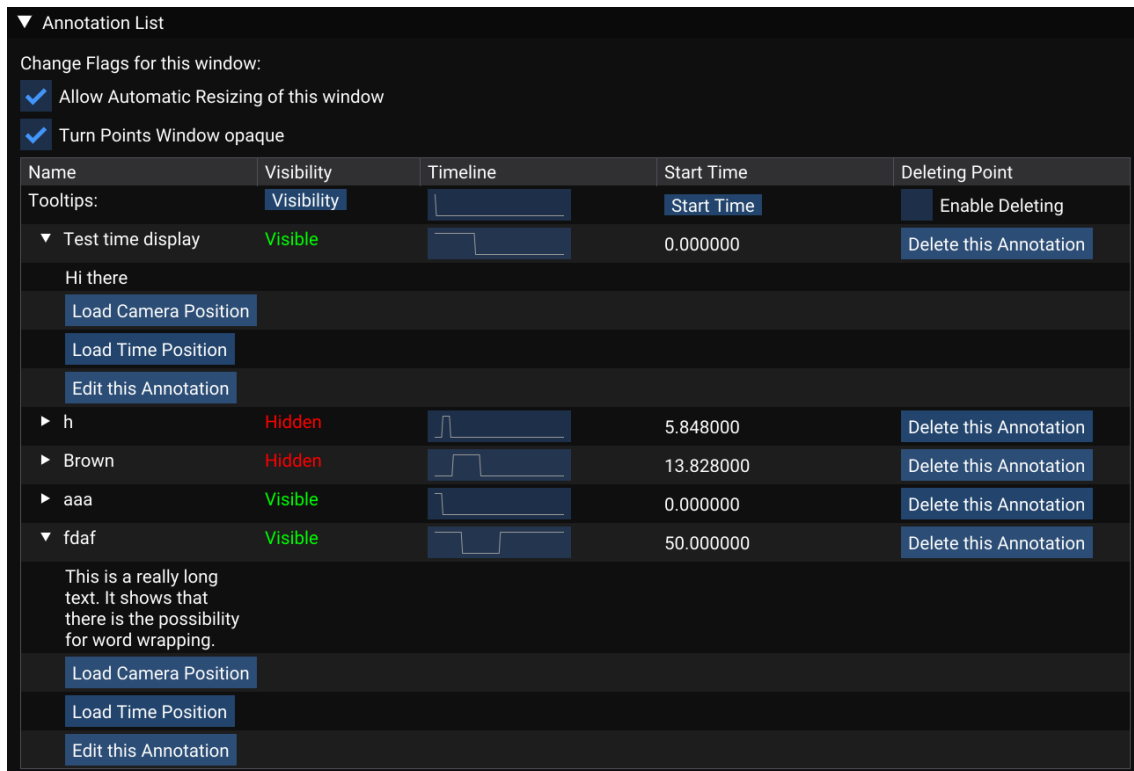 Annotation List
Change Flags for this window:
Allow Automatic Resizing of this window
Turn Points Window opaque
Name Visibility Timeline Start Time Deleting Point
Tooltips: Visibility Start Time Enable Deleting
Test time display Visible 0.000000 Delete this Annotation
Hi there
Load Camera Position
Load Time Position
Edit this Annotation
h Hidden 5.848000 Delete this Annotation
Brown Hidden 13.828000 Delete this Annotation
aaa Visible 0.000000 Delete this Annotation
fdaf Visible 50.000000 Delete this Annotation
This is a really long
text. It shows that
there is the possibility
for word wrapping.
Load Camera Position
Load Time Position
Edit this Annotation